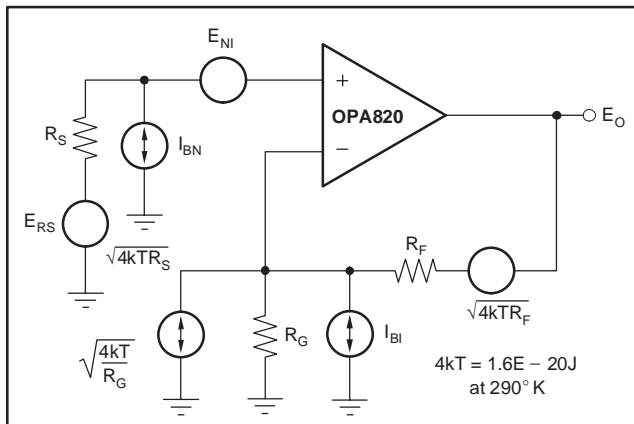 E_NI
+
OPA820
−
E_O
R_S
I_BN
E_RS
√4kTR_S
R_F
√4kTR_F
√4kT/R_G
R_G
I_BI
4kT = 1.6E − 20J
at 290° K